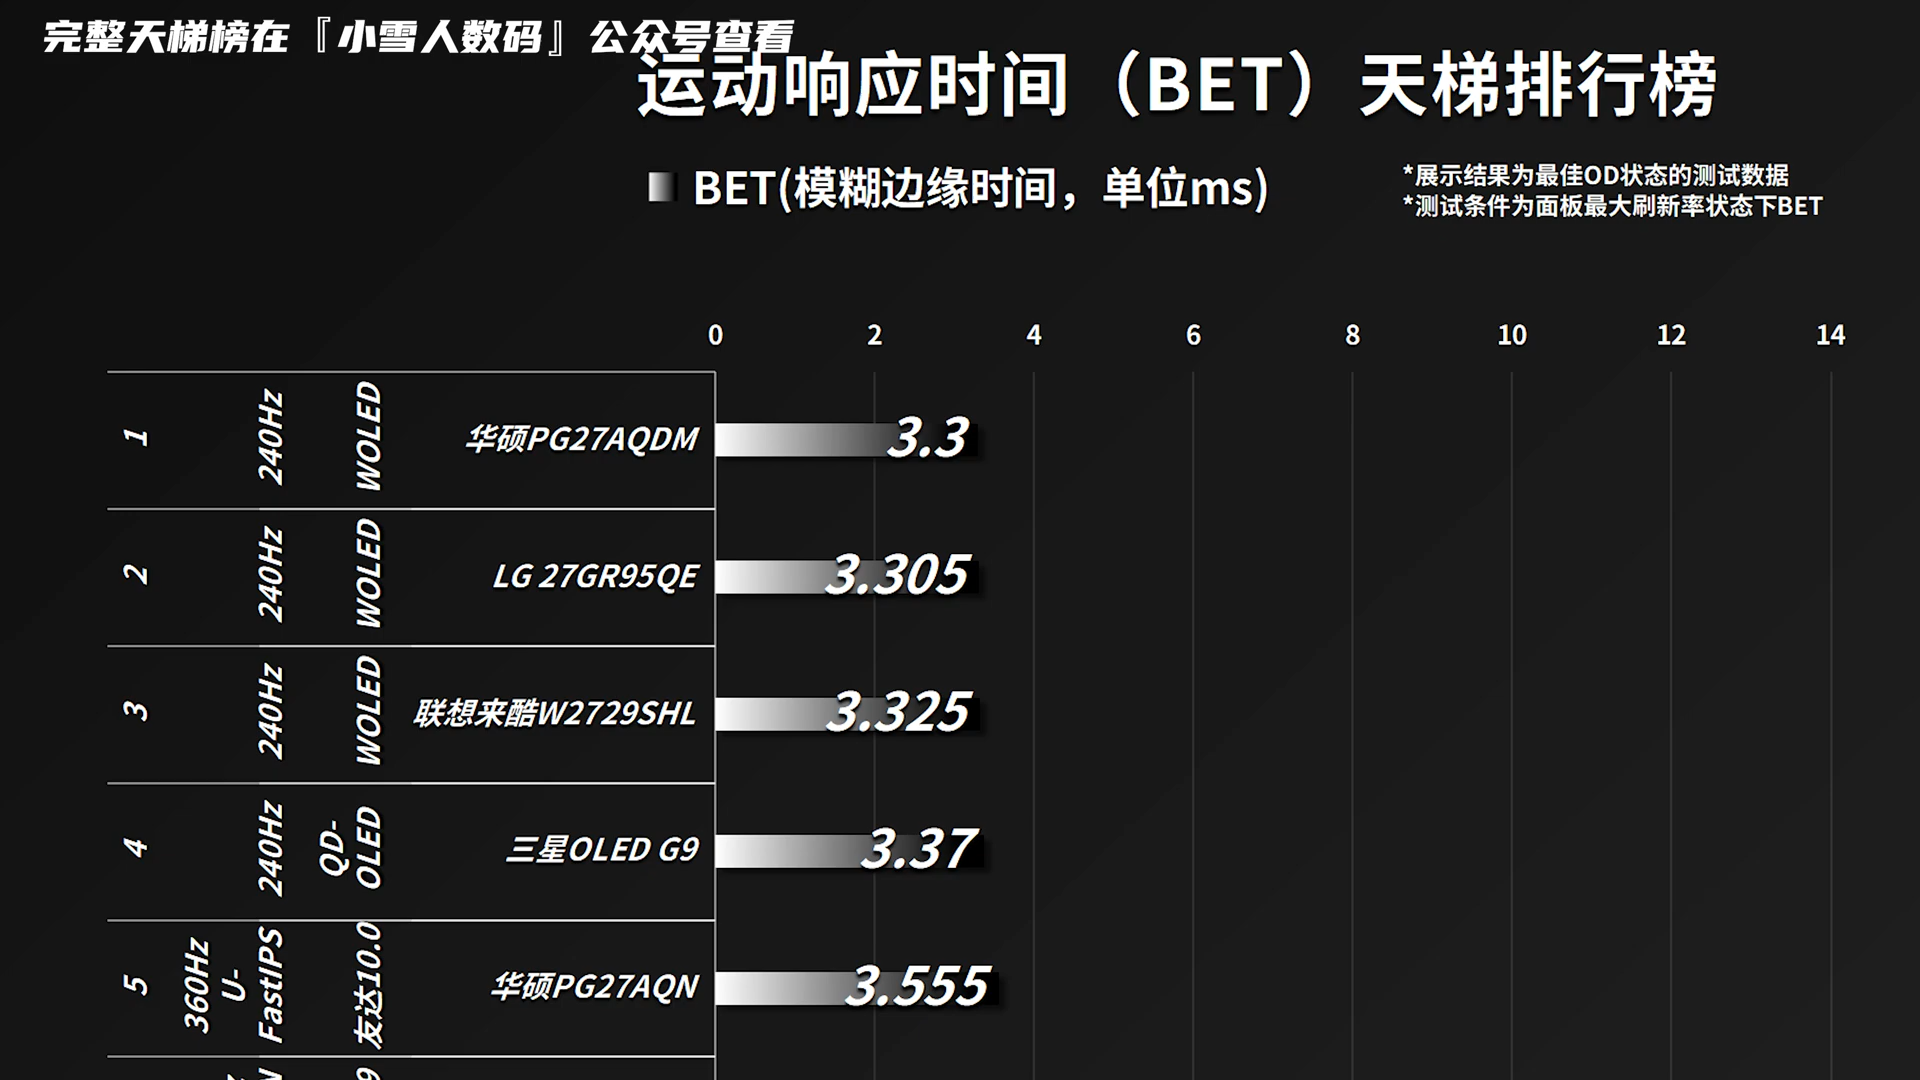 完整天梯榜在『小雪人数码』公众号查看
运动响应时间（BET）天梯排行榜
BET(模糊边缘时间，单位ms)
*展示结果为最佳OD状态的测试数据
*测试条件为面板最大刷新率状态下BET
0 2 4 6 8 10 12 14
1 240Hz WOLED 华硕PG27AQDM 3.3
2 240Hz WOLED LG 27GR95QE 3.305
3 240Hz WOLED 联想来酷W2729SHL 3.325
4 240Hz QD-OLED 三星OLED G9 3.37
5 360Hz U-FastIPS 友达10.0 华硕PG27AQN 3.555